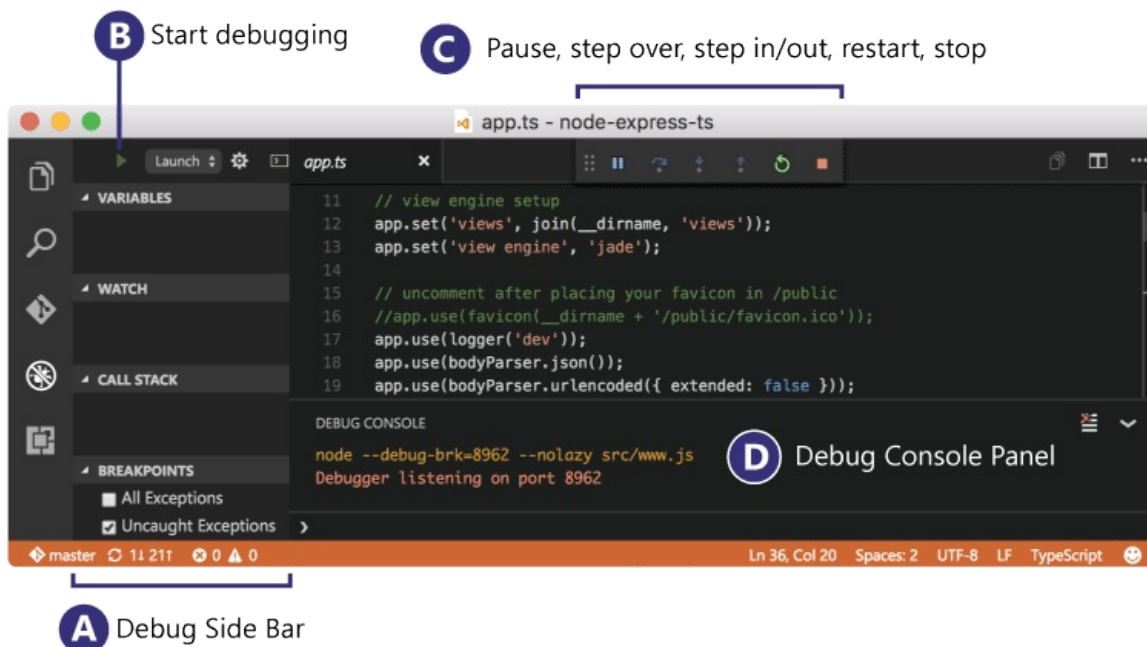 B Start debugging
C Pause, step over, step in/out, restart, stop
app.ts - node-express-ts
Launch
app.ts
VARIABLES
WATCH
CALL STACK
BREAKPOINTS
All Exceptions
Uncaught Exceptions
11 // view engine setup
12 app.set('views', join(__dirname, 'views'));
13 app.set('view engine', 'jade');
14
15 // uncomment after placing your favicon in /public
16 //app.use(favicon(__dirname + '/public/favicon.ico'));
17 app.use(logger('dev'));
18 app.use(bodyParser.json());
19 app.use(bodyParser.urlencoded({ extended: false }));
DEBUG CONSOLE
node --debug-brk=8962 --nolazy src/www.js
Debugger listening on port 8962
D Debug Console Panel
master 1↓ 21↑ 0 0
Ln 36, Col 20 Spaces: 2 UTF-8 LF TypeScript
A Debug Side Bar